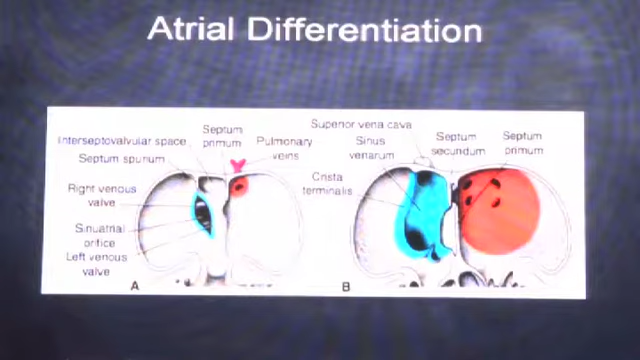 Atrial Differentiation
Interseptovalvular space
Septum spurium
Septum
primum
Pulmonary
veins
Right venous
valve
Sinuatrial
orifice
Left venous
valve
A
Superior vena cava
Sinus
venarum
Septum
secundum
Septum
primum
Crista
terminalis
B